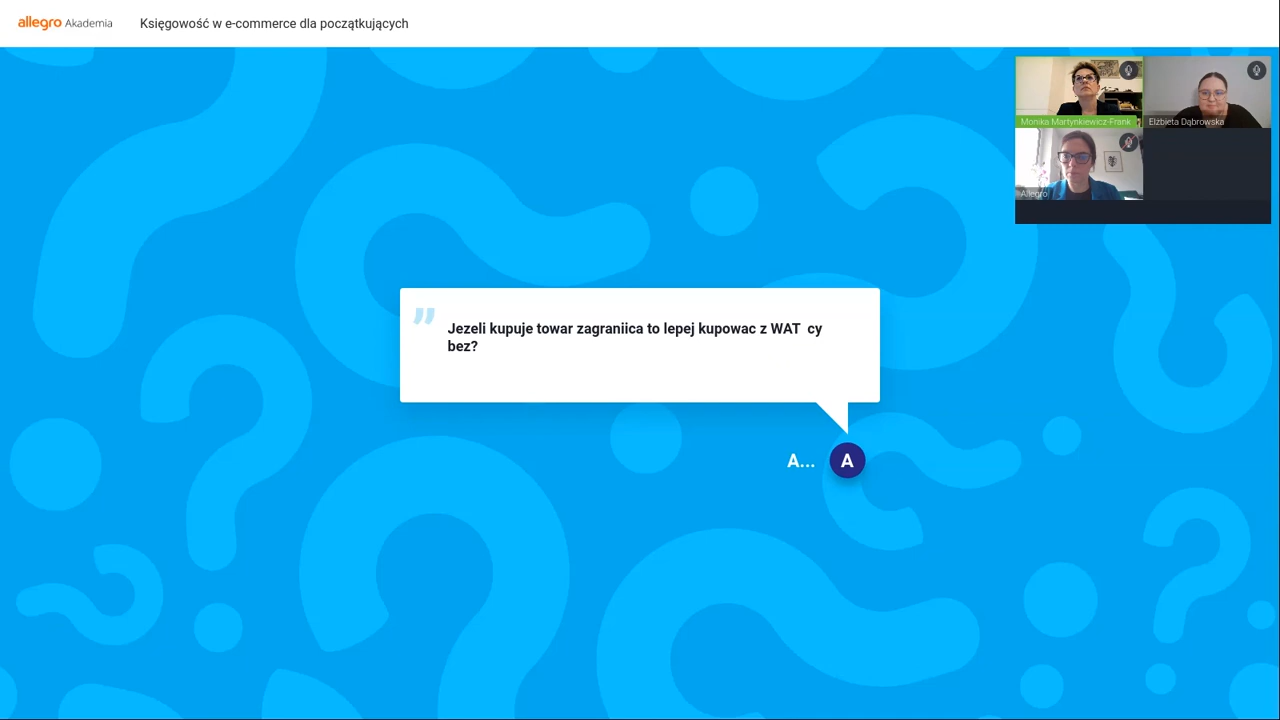 allegro Akademia
Księgowość w e-commerce dla początkujących
Monika Martynkiewicz-Frank
Elżbieta Dąbrowska
Allegro
Jezeli kupuje towar zagraniica to lepej kupowac z WAT  cy
bez?
A...
A